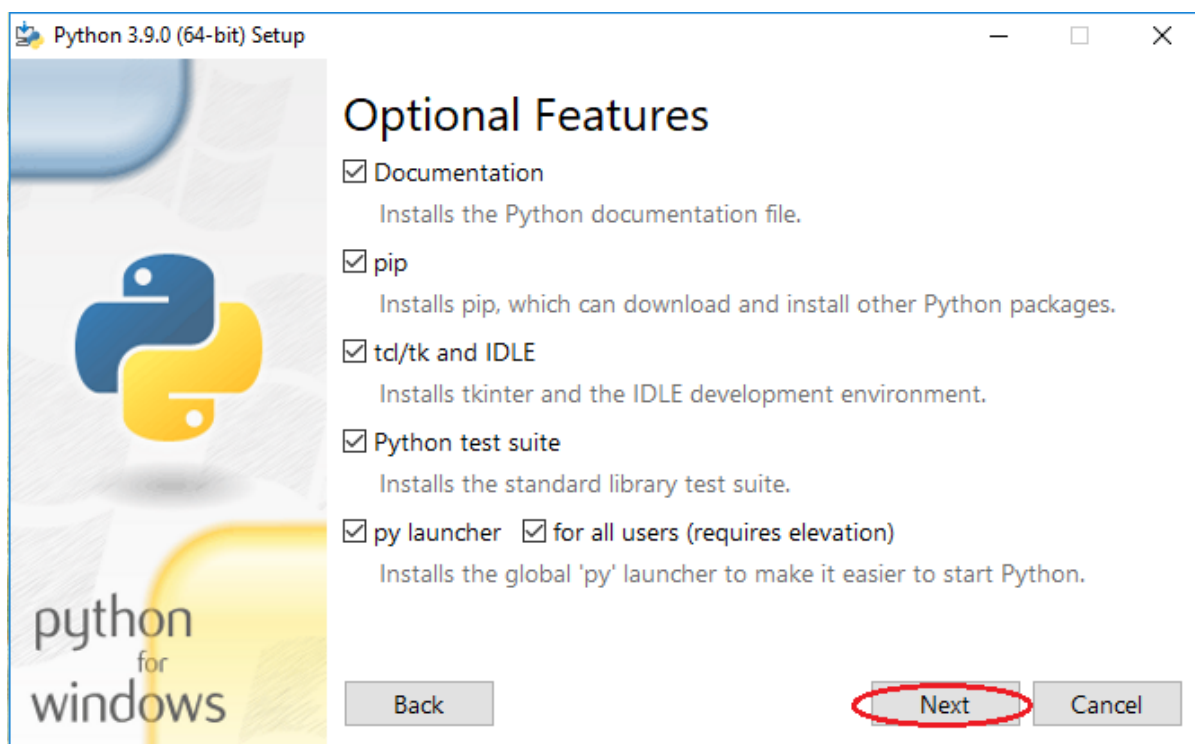 Python 3.9.0 (64-bit) Setup
Optional Features
Documentation
Installs the Python documentation file.
pip
Installs pip, which can download and install other Python packages.
tcl/tk and IDLE
Installs tkinter and the IDLE development environment.
Python test suite
Installs the standard library test suite.
py launcher for all users (requires elevation)
Installs the global 'py' launcher to make it easier to start Python.
python
for
windows
Back Next Cancel